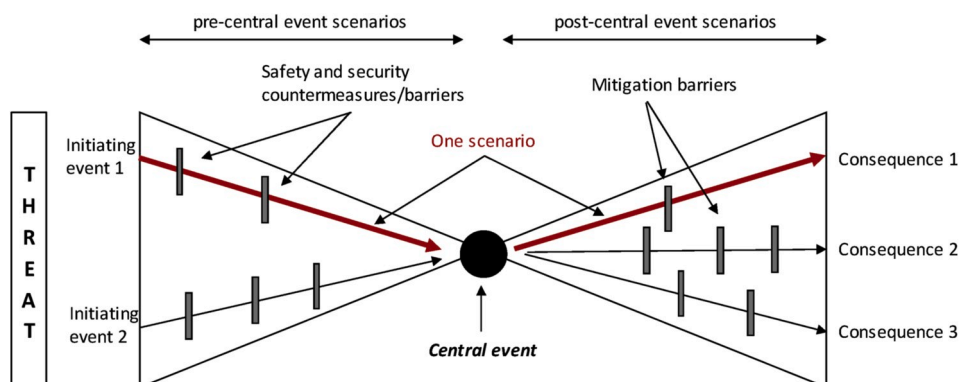 pre-central event scenarios
post-central event scenarios
Safety and security
countermeasures/barriers
Mitigation barriers
THREAT
Initiating
event 1
One scenario
Consequence 1
Consequence 2
Initiating
event 2
Central event
Consequence 3